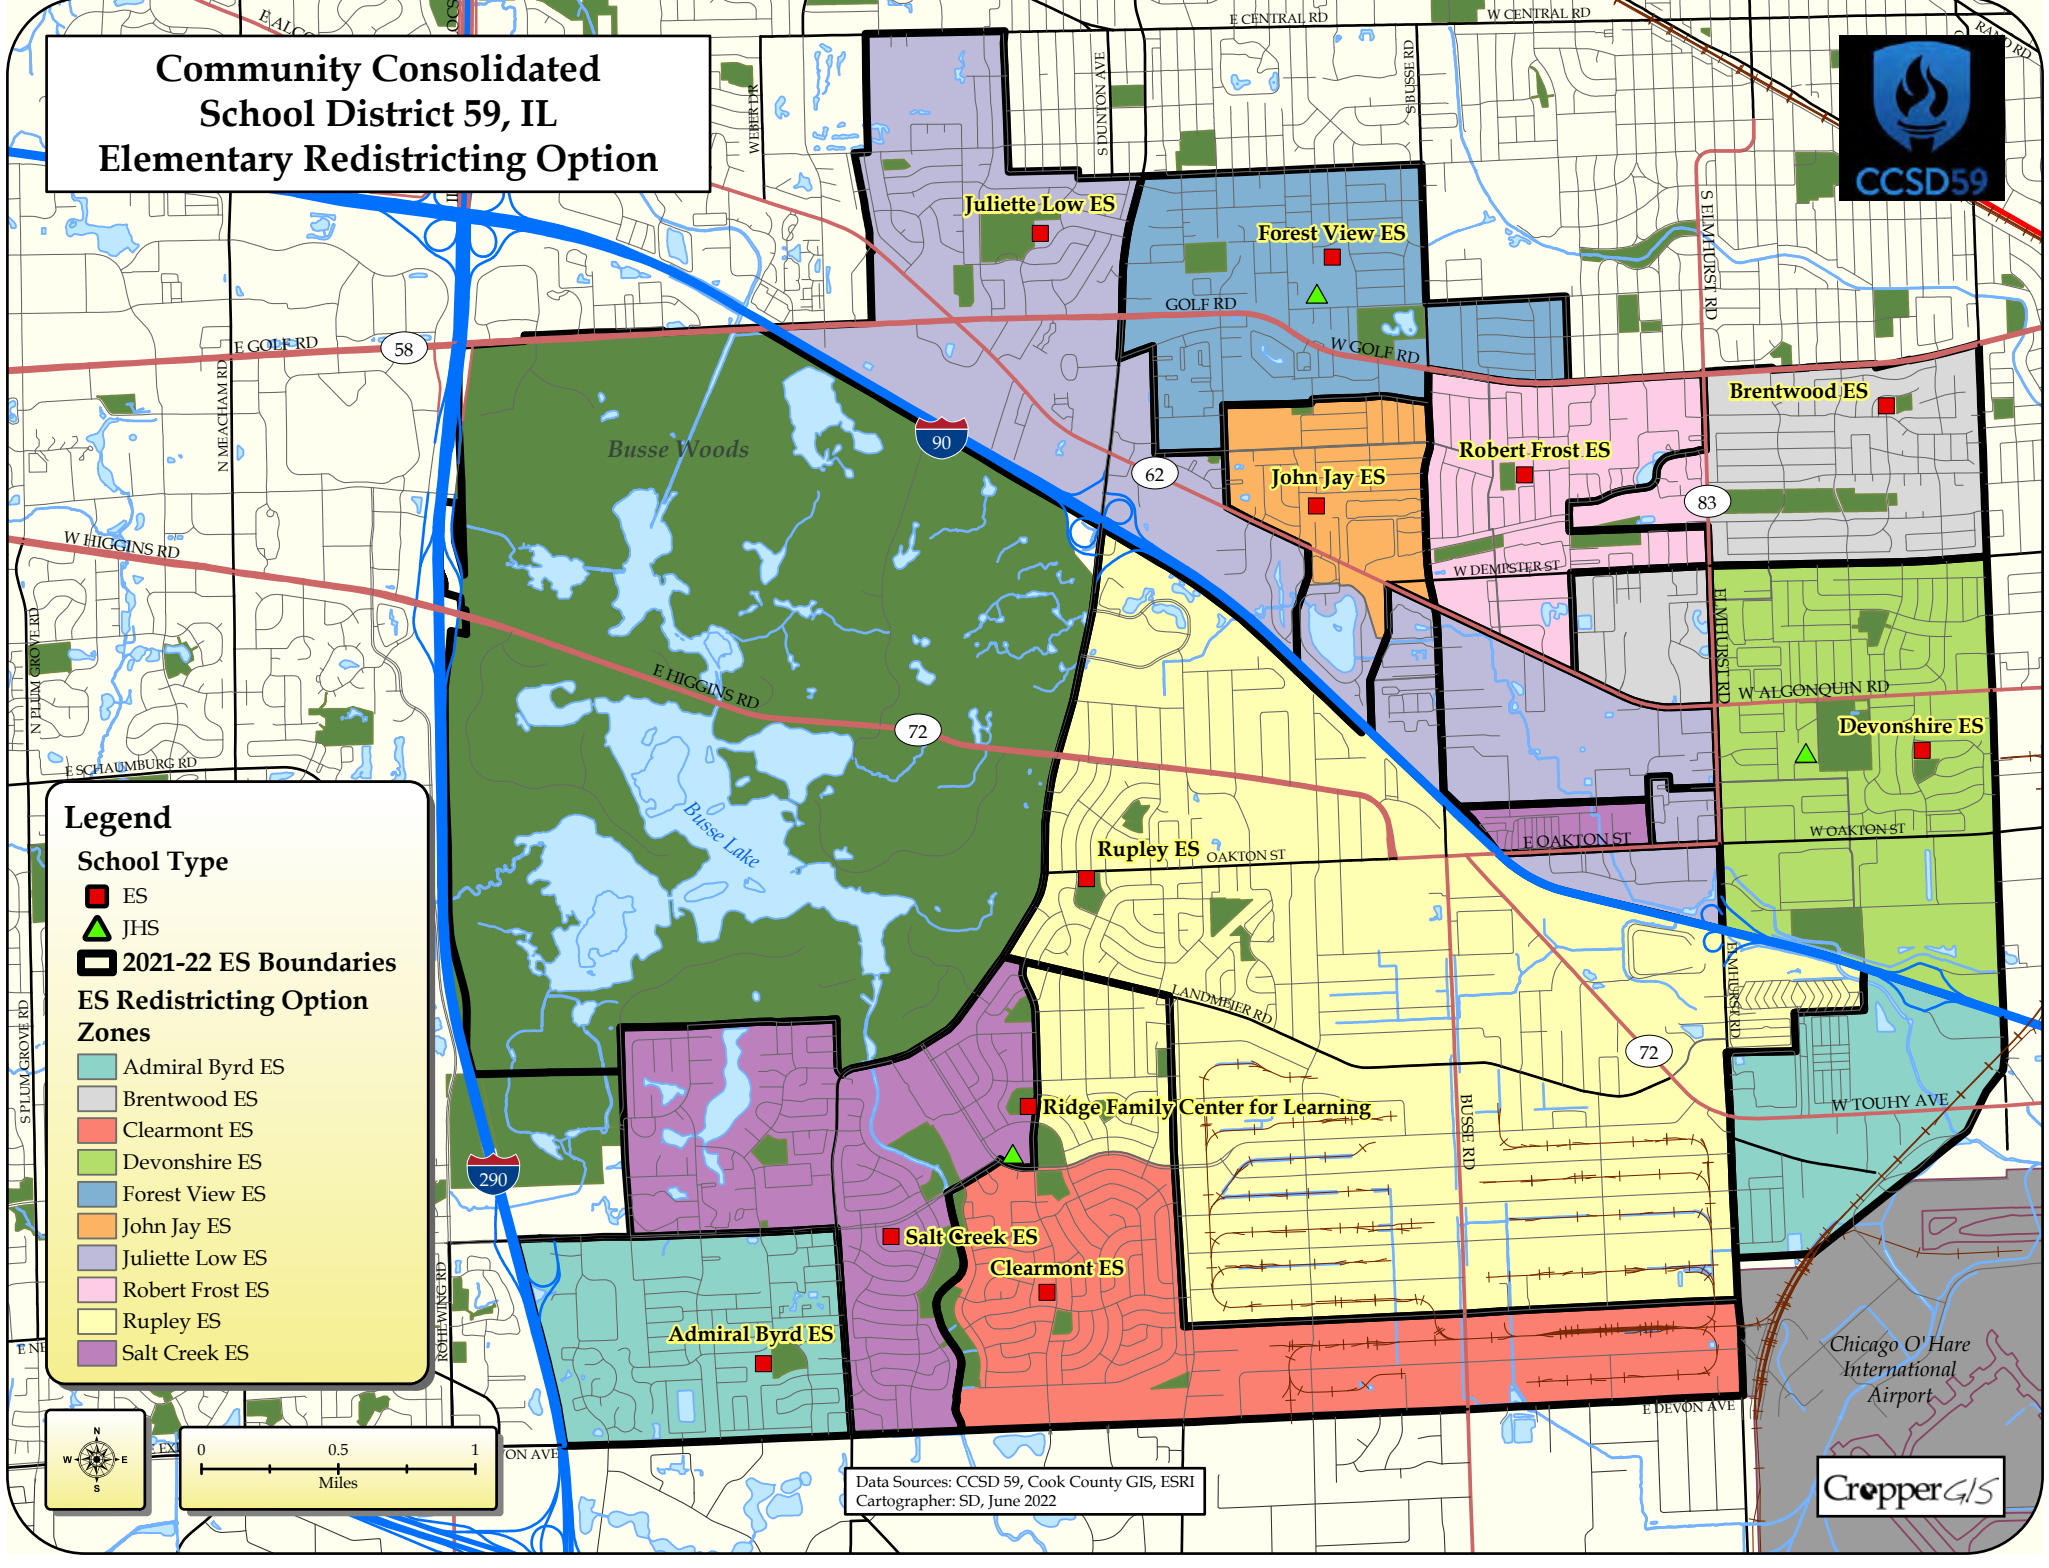 Community Consolidated
School District 59, IL
Elementary Redistricting Option
CCSD59
E CENTRAL RD
W CENTRAL RD
RAND RD
WEBER DR
S DUNTON AVE
S BUSSE RD
S ELMHURST RD
Juliette Low ES
Forest View ES
GOLF RD
W GOLF RD
E GOLF RD
58
N MEACHAM RD
Brentwood ES
Busse Woods
90
62
John Jay ES
Robert Frost ES
83
W HIGGINS RD
W DEMPSTER ST
ELMHURST RD
N PLUM GROVE RD
E HIGGINS RD
72
W ALGONQUIN RD
Devonshire ES
E SCHAUMBURG RD
Busse Lake
Rupley ES
OAKTON ST
E OAKTON ST
W OAKTON ST
Legend
School Type
ES
JHS
2021-22 ES Boundaries
ES Redistricting Option
Zones
Admiral Byrd ES
Brentwood ES
Clearmont ES
Devonshire ES
Forest View ES
John Jay ES
Juliette Low ES
Robert Frost ES
Rupley ES
Salt Creek ES
S PLUM GROVE RD
LANDMEIER RD
ELMHURST RD
72
W TOUHY AVE
BUSSE RD
Ridge Family Center for Learning
290
Salt Creek ES
Clearmont ES
ROHLWING RD
Admiral Byrd ES
Chicago O'Hare
International
Airport
E DEVON AVE
N
W E
S
0 0.5 1
Miles
ON AVE
Data Sources: CCSD 59, Cook County GIS, ESRI
Cartographer: SD, June 2022
Cropper GIS